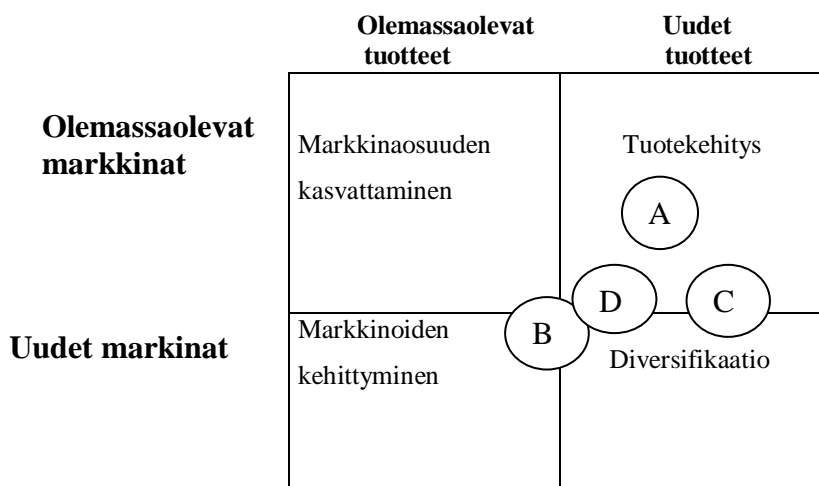 Olemassaolevat
tuotteet
Uudet
tuotteet
Olemassaolevat
markkinat
Markkinaosuuden
kasvattaminen
Tuotekehitys
A
D
C
B
Uudet markinat
Markkinoiden
kehittyminen
Diversifikaatio